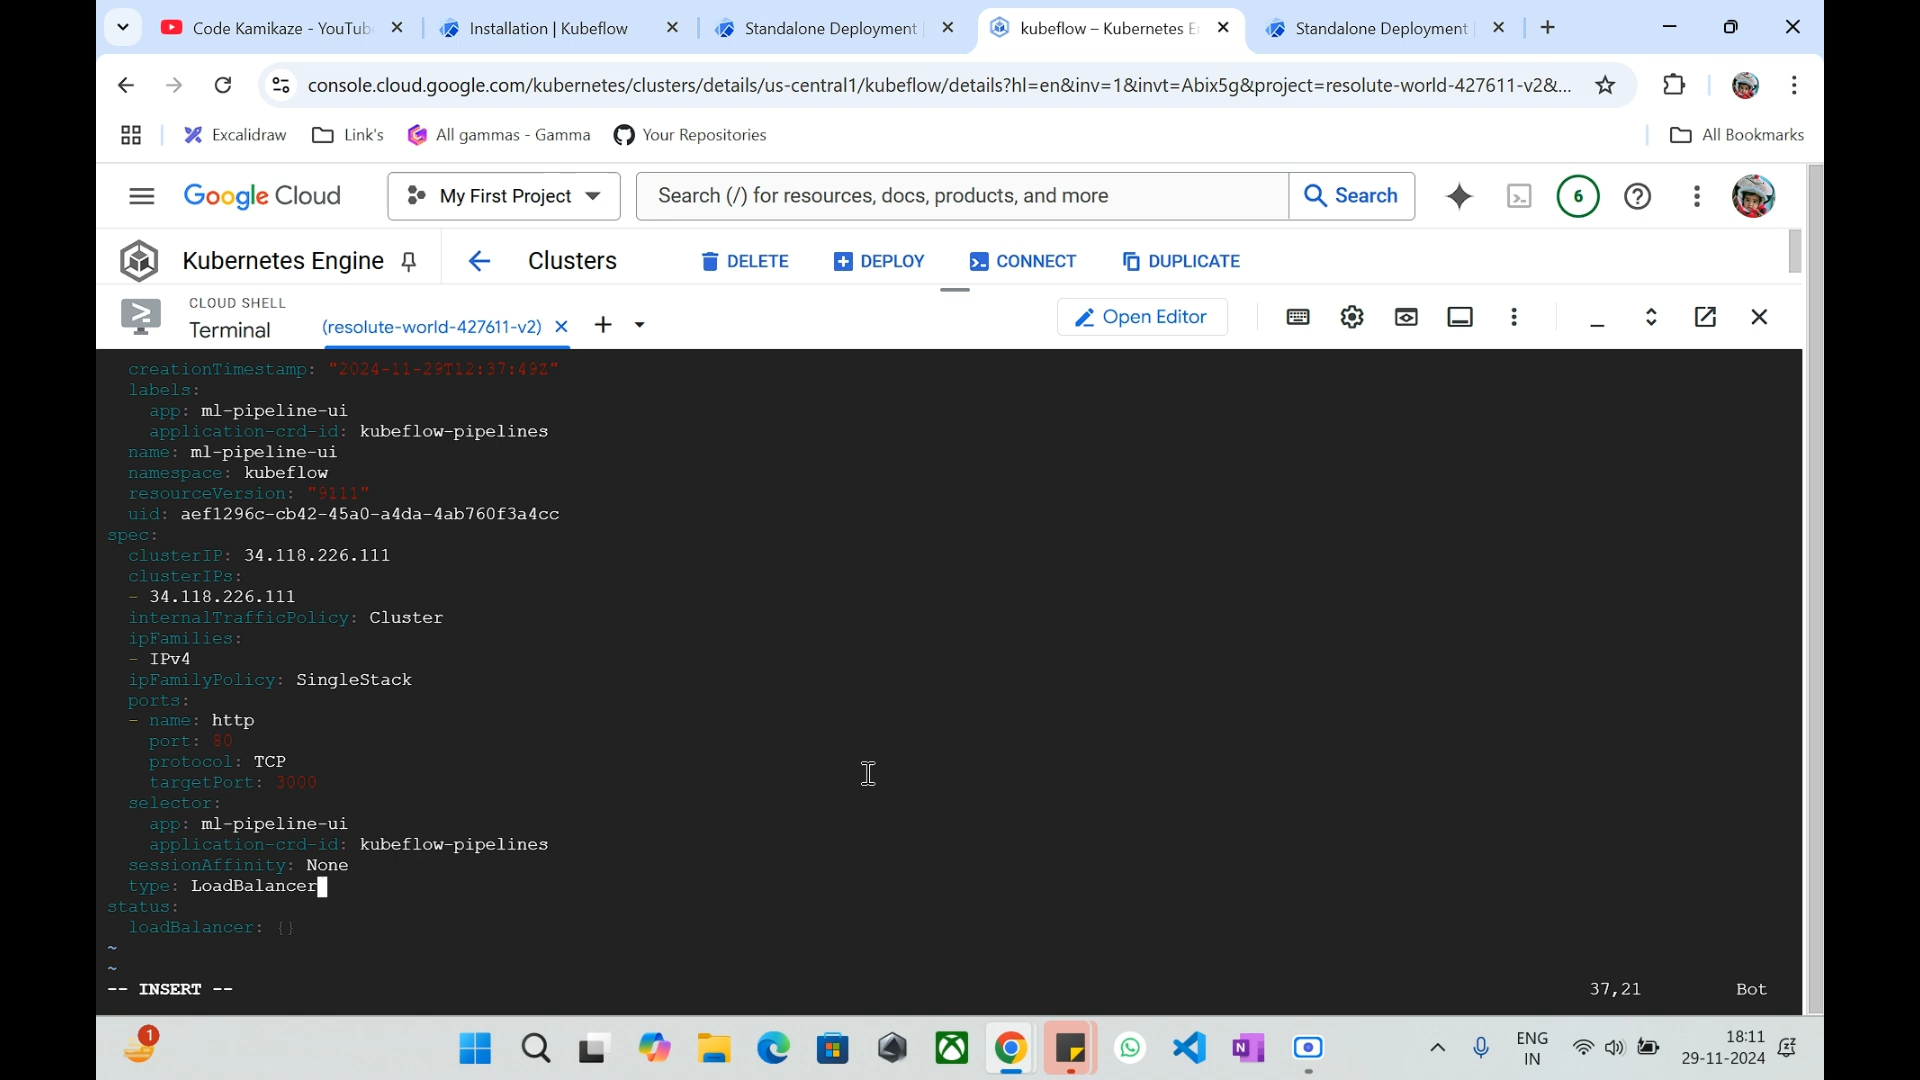 Code Kamikaze - YouTub
Installation | Kubeflow
Standalone Deployment
kubeflow – Kubernetes E
Standalone Deployment
console.cloud.google.com/kubernetes/clusters/details/us-central1/kubeflow/details?hl=en&inv=1&invt=Abix5g&project=resolute-world-427611-v2&...
Excalidraw
Link's
All gammas - Gamma
Your Repositories
All Bookmarks
Google Cloud
My First Project
Search (/) for resources, docs, products, and more
Search
6
Kubernetes Engine
Clusters
DELETE
DEPLOY
CONNECT
DUPLICATE
CLOUD SHELL
Terminal
(resolute-world-427611-v2)
Open Editor
creationTimestamp: "2024-11-29T12:37:49Z"
labels:
app: ml-pipeline-ui
application-crd-id: kubeflow-pipelines
name: ml-pipeline-ui
namespace: kubeflow
resourceVersion: "9111"
uid: aef1296c-cb42-45a0-a4da-4ab760f3a4cc
spec:
clusterIP: 34.118.226.111
clusterIPs:
- 34.118.226.111
internalTrafficPolicy: Cluster
ipFamilies:
- IPv4
ipFamilyPolicy: SingleStack
ports:
- name: http
port: 80
protocol: TCP
targetPort: 3000
selector:
app: ml-pipeline-ui
application-crd-id: kubeflow-pipelines
sessionAffinity: None
type: LoadBalancer
status:
loadBalancer: {}
~
~
-- INSERT --
37,21
Bot
1
ENG
IN
18:11
29-11-2024